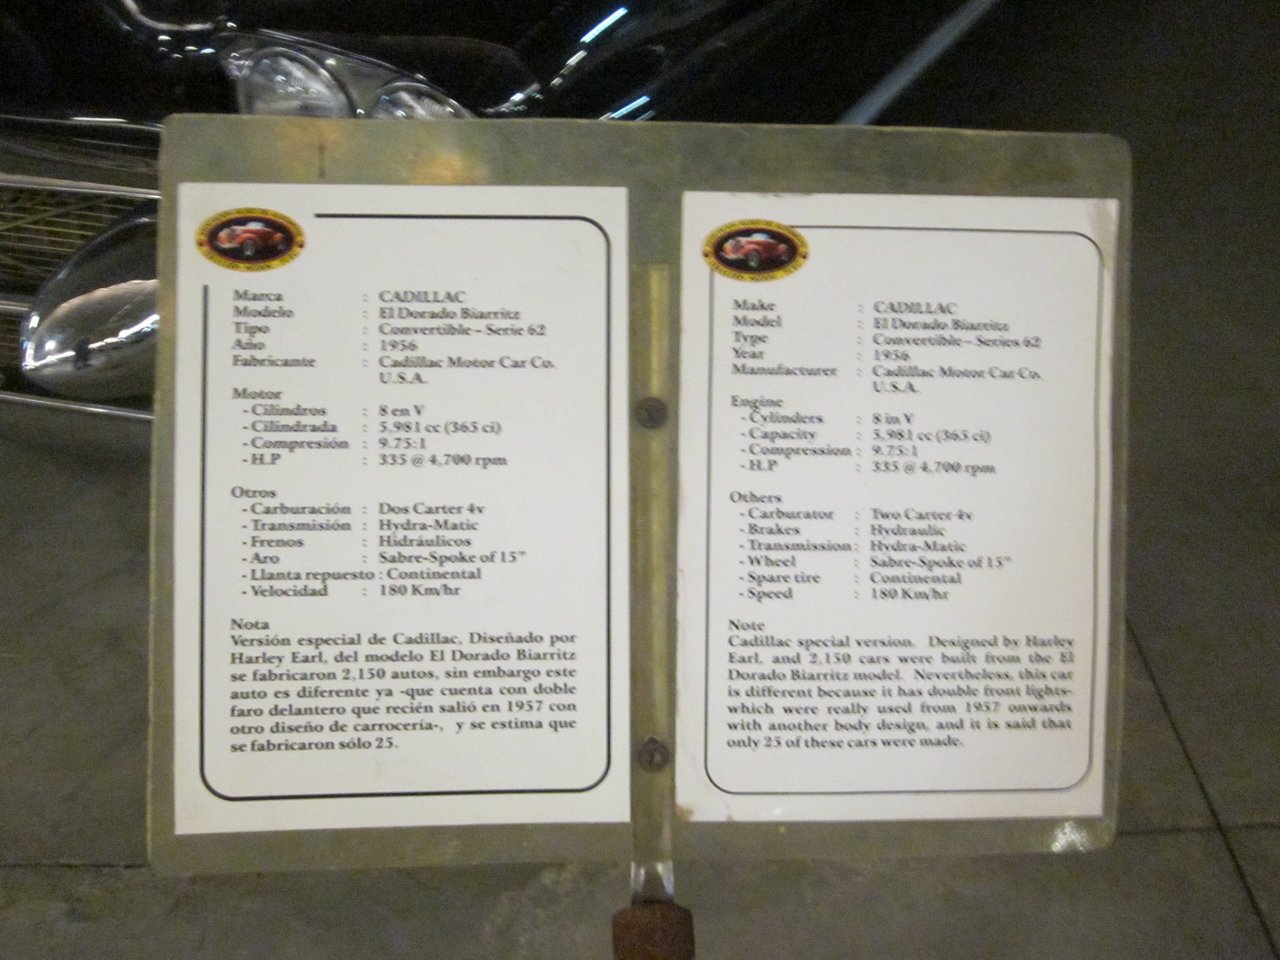 Marca : CADILLAC
Modelo : El Dorado Biarritz
Tipo : Convertible – Serie 62
Año : 1956
Fabricante : Cadillac Motor Car Co.
U.S.A.
Motor
- Cilindros : 8 en V
- Cilindrada : 5,981 cc (365 ci)
- Compresión : 9.75:1
- H.P : 335 @ 4,700 rpm
Otros
- Carburación : Dos Carter 4v
- Transmisión : Hydra-Matic
- Frenos : Hidráulicos
- Aro : Sabre-Spoke of 15"
- Llanta repuesto : Continental
- Velocidad : 180 Km/hr
Nota
Versión especial de Cadillac, Diseñado por
Harley Earl, del modelo El Dorado Biarritz
se fabricaron 2,150 autos, sin embargo este
auto es diferente ya -que cuenta con doble
faro delantero que recién salió en 1957 con
otro diseño de carrocería-, y se estima que
se fabricaron sólo 25.
Make : CADILLAC
Model : El Dorado Biarritz
Type : Convertible – Series 62
Year : 1956
Manufacturer : Cadillac Motor Car Co.
U.S.A.
Engine
- Cylinders : 8 in V
- Capacity : 5,981 cc (365 ci)
- Compression : 9.75:1
- H.P : 335 @ 4,700 rpm
Others
- Carburator : Two Carter 4v
- Brakes : Hydraulic
- Transmission : Hydra-Matic
- Wheel : Sabre-Spoke of 15"
- Spare tire : Continental
- Speed : 180 Km/hr
Note
Cadillac special version. Designed by Harley
Earl, and 2,150 cars were built from the El
Dorado Biarritz model. Nevertheless, this car
is different because it has double front lights-
which were really used from 1957 onwards
with another body design, and it is said that
only 25 of these cars were made.